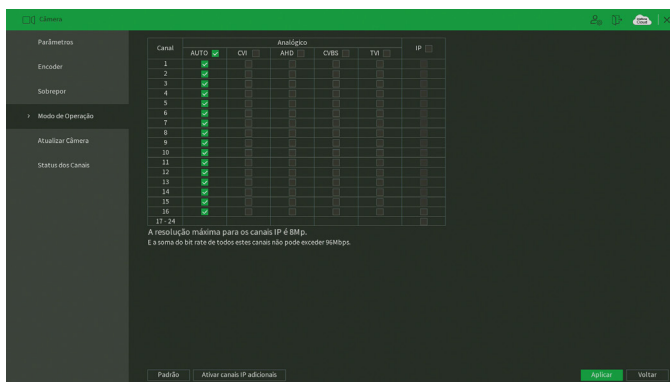 Câmera
Parâmetros
Encoder
Sobrepor
Modo de Operação
Atualizar Câmera
Status dos Canais
Canal Analógico IP
AUTO CVI AHD CVBS TVI
1
2
3
4
5
6
7
8
9
10
11
12
13
14
15
16
17 - 24
A resolução máxima para os canais IP é 8Mp.
E a soma do bit rate de todos estes canais não pode exceder 96Mbps.
Padrão Ativar canais IP adicionais Aplicar Voltar